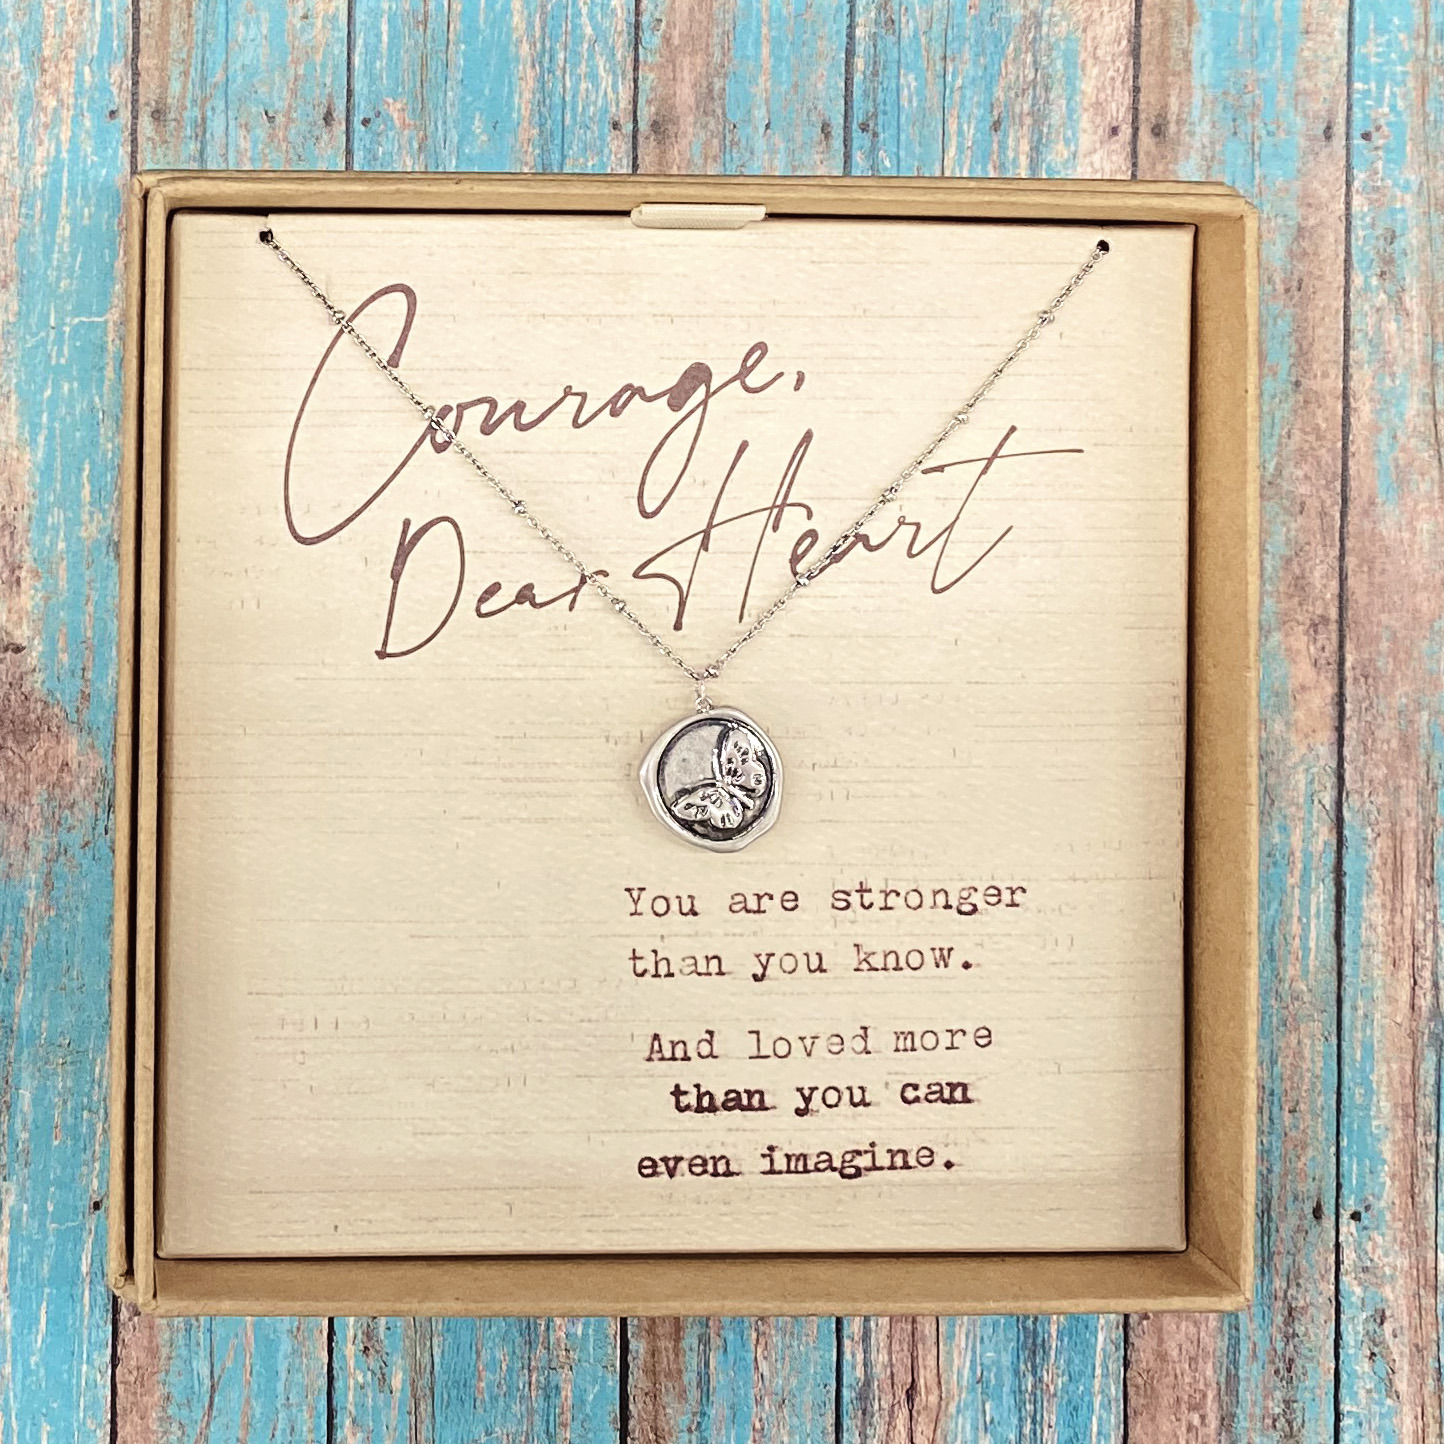 Courage,
Dear Heart
You are stronger
than you know.
And loved more
than you can
even imagine.